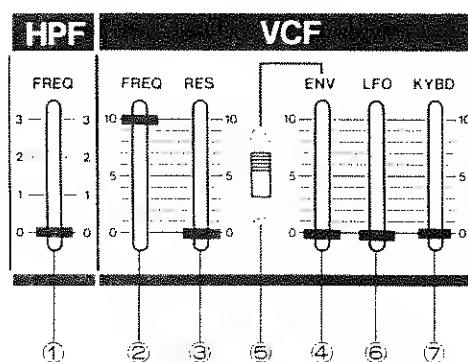 HPF VCF
FREQ FREQ RES ENV LFO KYBD
3 3 10 10 10 10
2 2
5 5 5 5
1 1
0 0 0 0 0 0
① ② ③ ⑤ ④ ⑥ ⑦